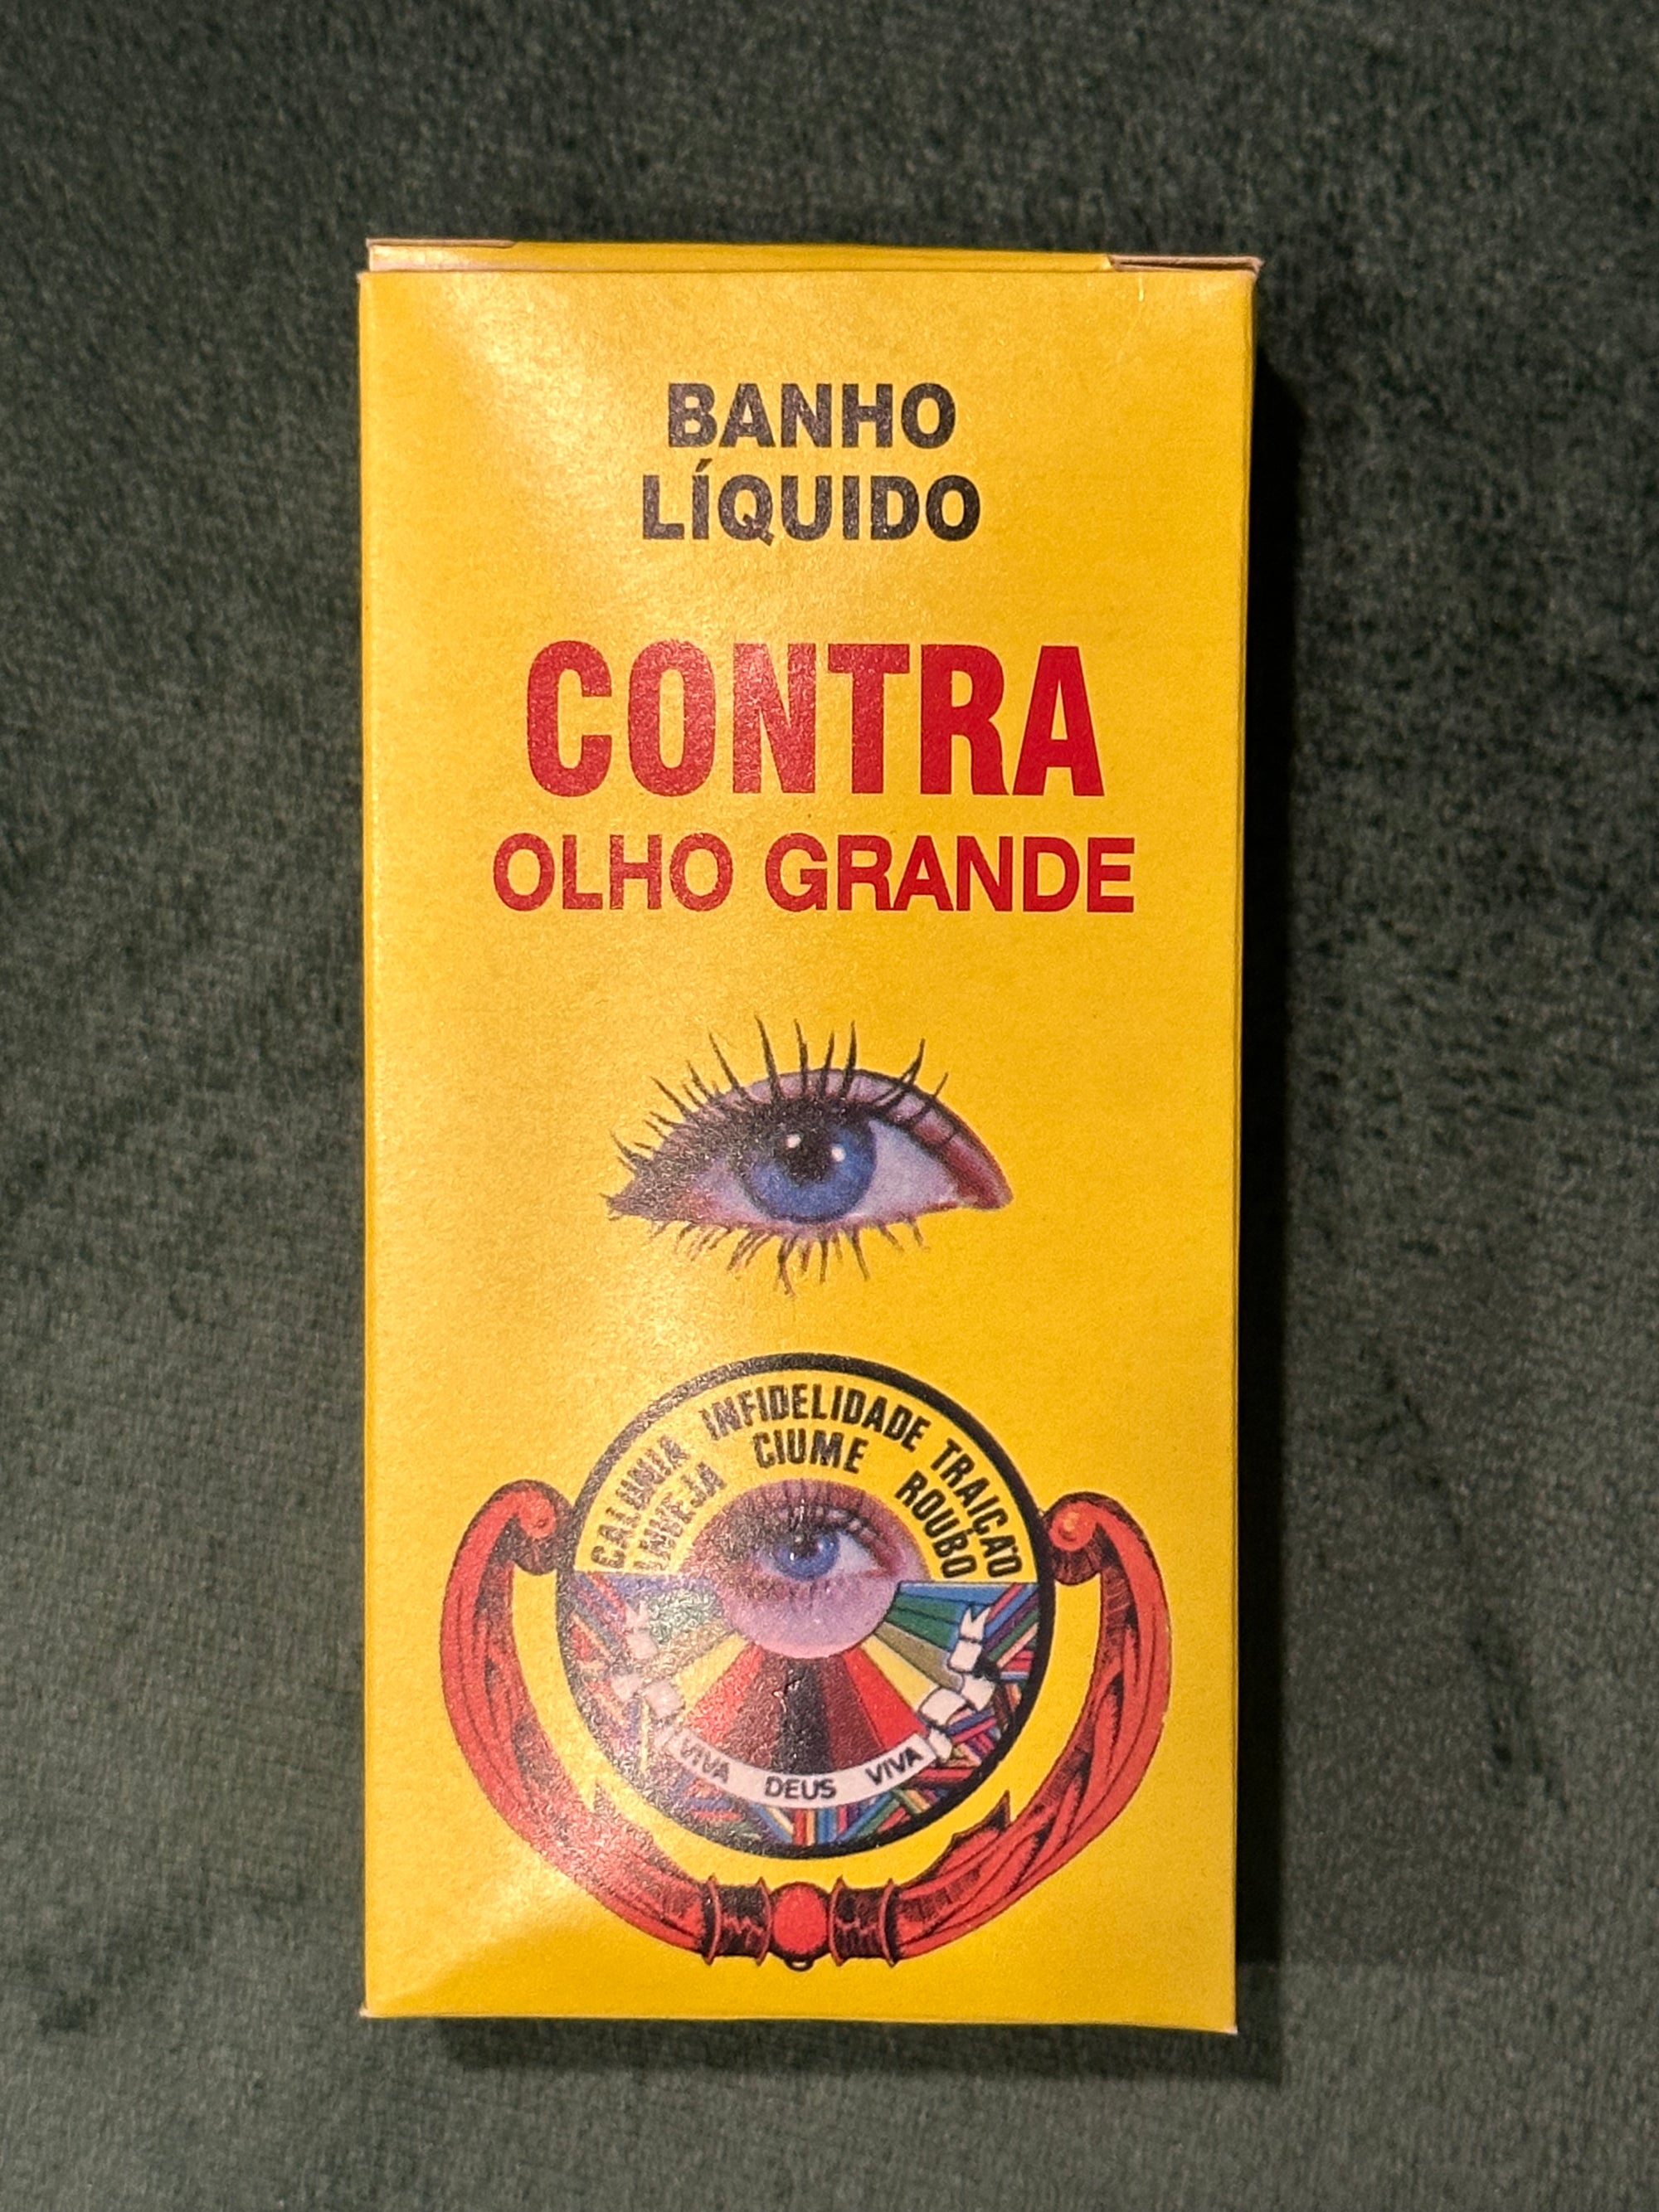 BANHO
LÍQUIDO
CONTRA
OLHO GRANDE
CALUNIA INFIDELIDADE TRAIÇÃO
INVEJA CIUME ROUBO
VIVA DEUS VIVA